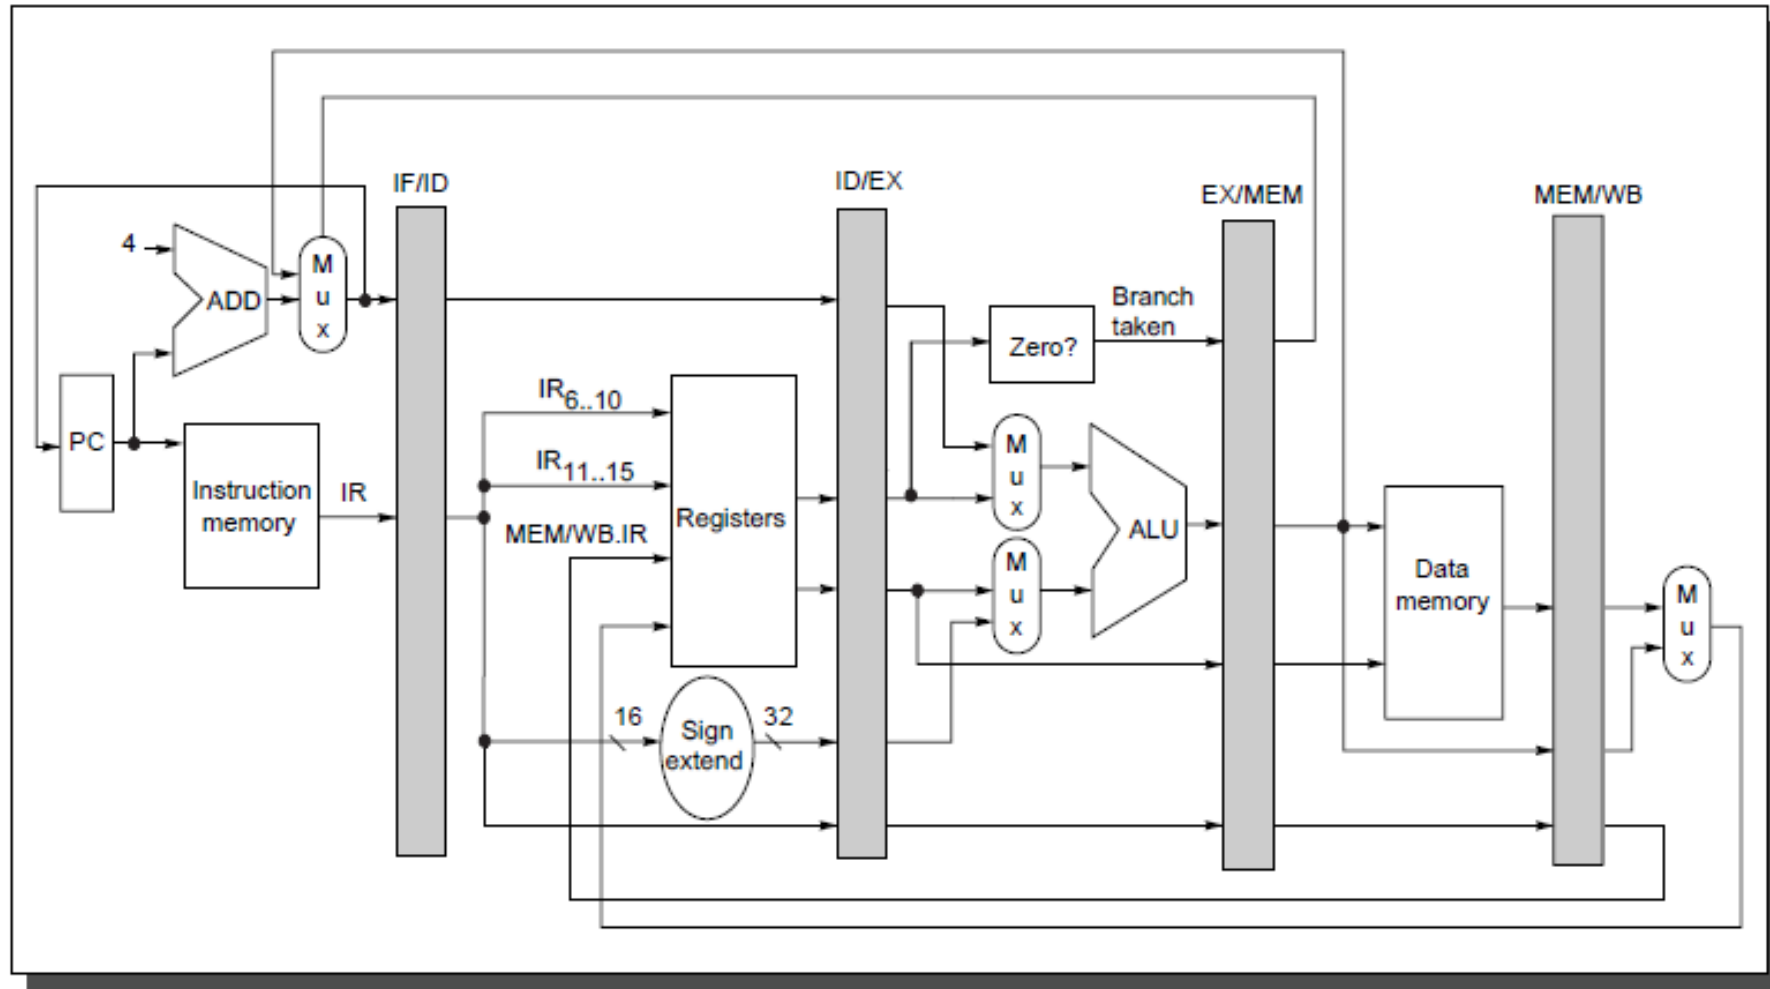 IF/ID
ID/EX
EX/MEM
MEM/WB
4
ADD
M
u
x
PC
Instruction
memory
IR
IR6..10
IR11..15
MEM/WB.IR
Registers
16
Sign
extend
32
Zero?
Branch
taken
M
u
x
M
u
x
ALU
Data
memory
M
u
x